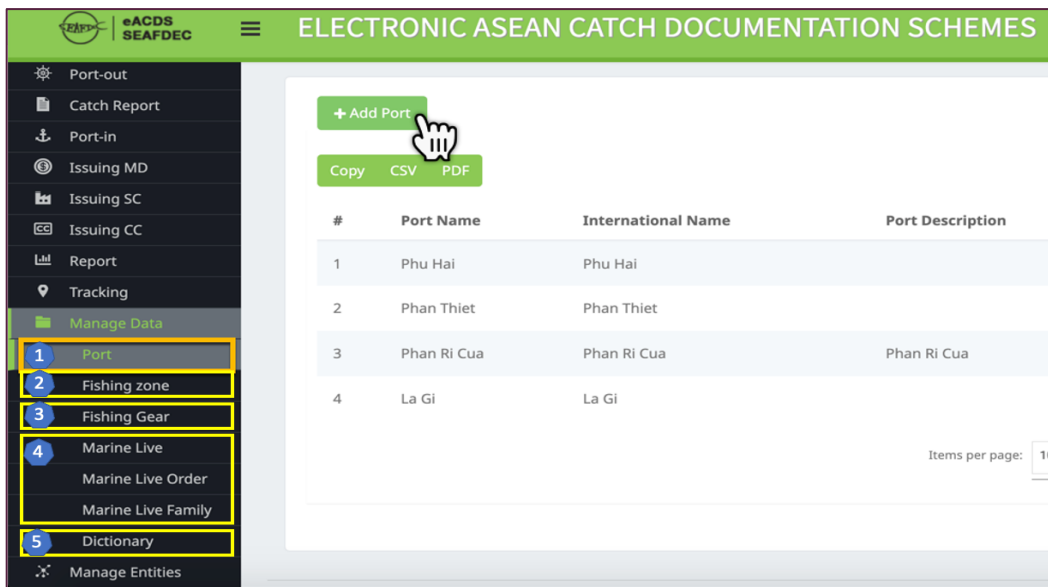 eACDS
SEAFDEC
ELECTRONIC ASEAN CATCH DOCUMENTATION SCHEMES
Port-out
Catch Report
Port-in
Issuing MD
Issuing SC
CC Issuing CC
Report
Tracking
Manage Data
1 Port
2 Fishing zone
3 Fishing Gear
4 Marine Live
Marine Live Order
Marine Live Family
5 Dictionary
Manage Entities
+ Add Port
Copy CSV PDF
# Port Name International Name Port Description
1 Phu Hai Phu Hai
2 Phan Thiet Phan Thiet
3 Phan Ri Cua Phan Ri Cua Phan Ri Cua
4 La Gi La Gi
Items per page: